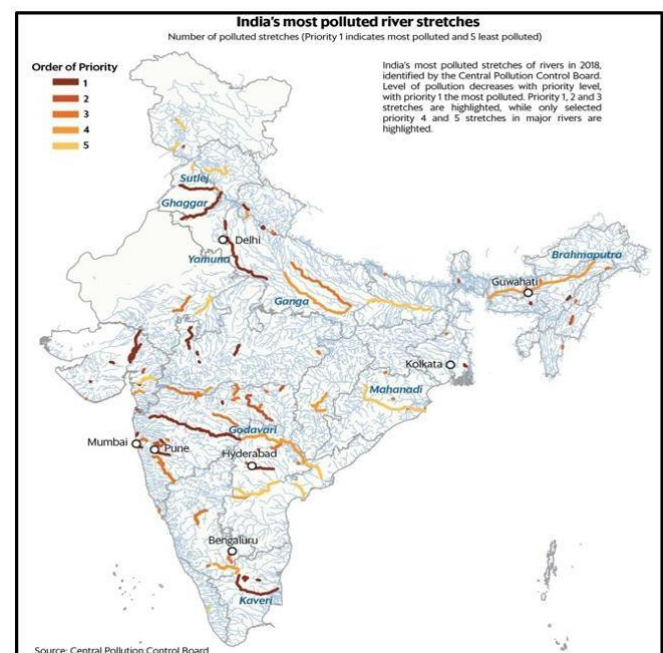 India's most polluted river stretches
Number of polluted stretches (Priority 1 indicates most polluted and 5 least polluted)
Order of Priority
1
2
3
4
5
India's most polluted stretches of rivers in 2018,
identified by the Central Pollution Control Board.
Level of pollution decreases with priority level,
with priority 1 the most polluted. Priority 1, 2 and 3
stretches are highlighted, while only selected
priority 4 and 5 stretches in major rivers are
highlighted.
Sutlej
Ghaggar
Delhi
Yamuna
Brahmaputra
Guwahati
Ganga
Kolkata
Mahanadi
Godavari
Mumbai
Pune
Hyderabad
Bengaluru
Kaveri
Source: Central Pollution Control Board